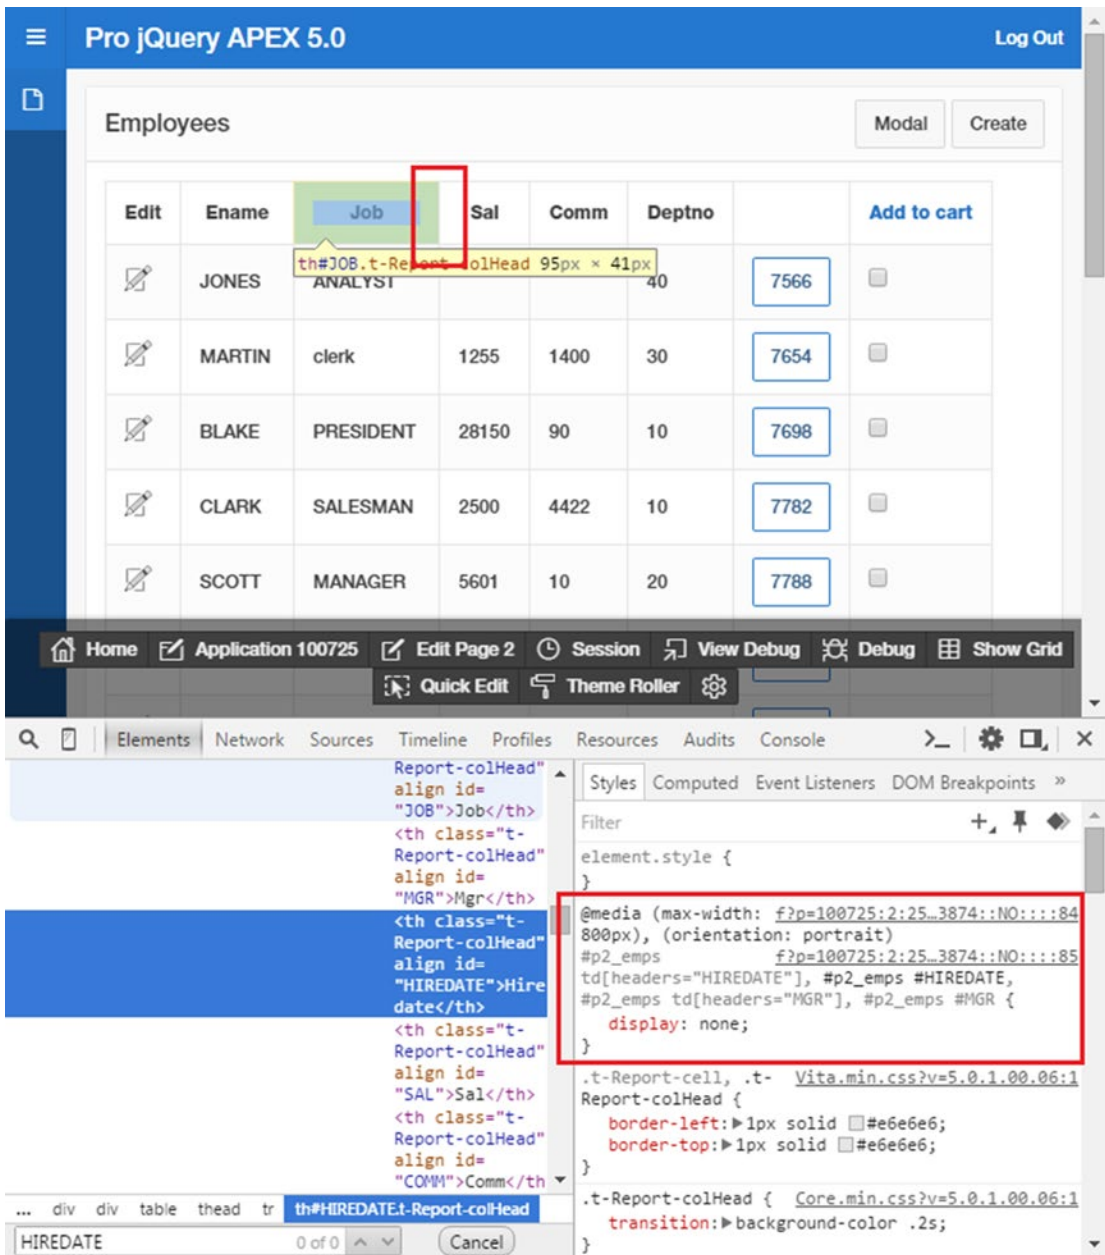 Pro jQuery APEX 5.0 Log Out
Employees Modal Create
Edit Ename Job Sal Comm Deptno Add to cart
th#JOB.t-Report-colHead 95px × 41px
JONES ANALYST 40 7566
MARTIN clerk 1255 1400 30 7654
BLAKE PRESIDENT 28150 90 10 7698
CLARK SALESMAN 2500 4422 10 7782
SCOTT MANAGER 5601 10 20 7788
Home Application 100725 Edit Page 2 Session View Debug Debug Show Grid
Quick Edit Theme Roller
Elements Network Sources Timeline Profiles Resources Audits Console
Report-colHead"
align id=
"JOB">Job</th>
<th class="t-
Report-colHead"
align id=
"MGR">Mgr</th>
<th class="t-
Report-colHead"
align id=
"HIREDATE">Hire
date</th>
<th class="t-
Report-colHead"
align id=
"SAL">Sal</th>
<th class="t-
Report-colHead"
align id=
"COMM">Comm</th
... div div table thead tr th#HIREDATE.t-Report-colHead
HIREDATE 0 of 0 Cancel
Styles Computed Event Listeners DOM Breakpoints »
Filter
element.style {
}
@media (max-width: f?p=100725:2:25…3874::NO::::84
800px), (orientation: portrait)
#p2_emps f?p=100725:2:25…3874::NO::::85
td[headers="HIREDATE"], #p2_emps #HIREDATE,
#p2_emps td[headers="MGR"], #p2_emps #MGR {
display: none;
}
.t-Report-cell, .t- Vita.min.css?v=5.0.1.00.06:1
Report-colHead {
border-left:▶1px solid #e6e6e6;
border-top:▶1px solid #e6e6e6;
}
.t-Report-colHead { Core.min.css?v=5.0.1.00.06:1
transition:▶background-color .2s;
}